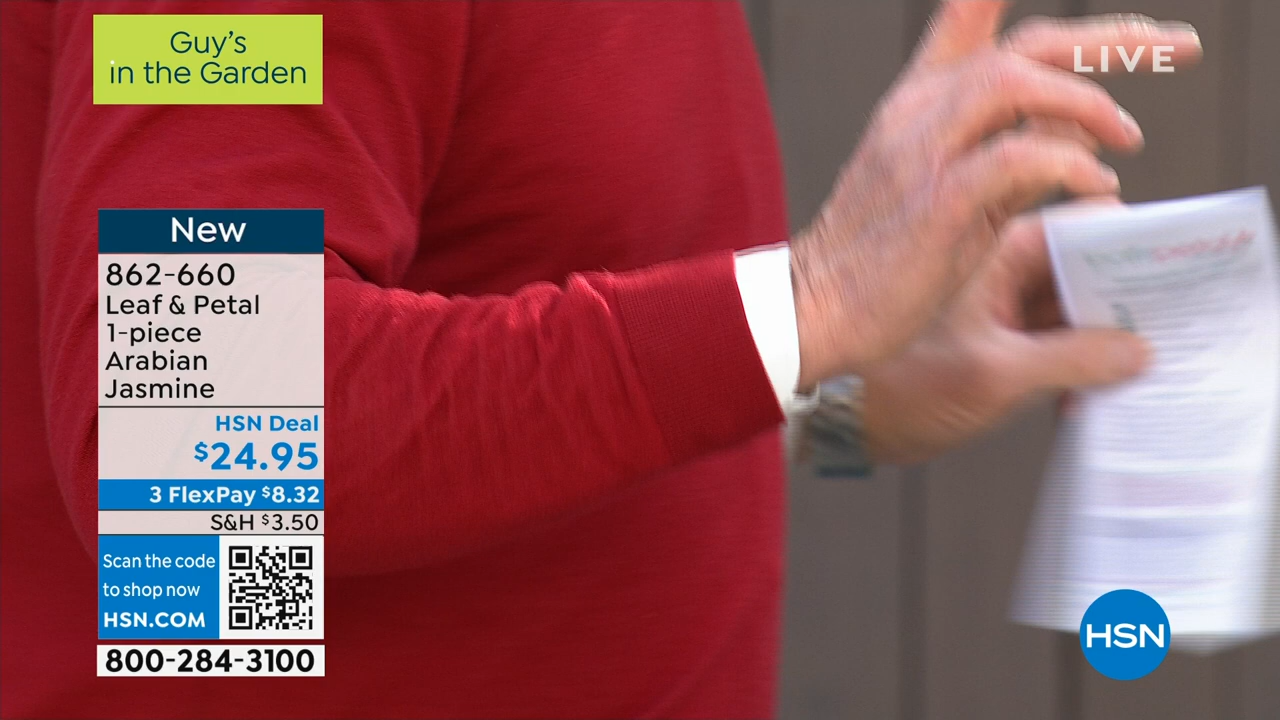 Guy's
in the Garden
LIVE
New
862-660
Leaf & Petal
1-piece
Arabian
Jasmine
HSN Deal
$24.95
3 FlexPay $8.32
S&H $3.50
Scan the code
to shop now
HSN.COM
800-284-3100
HSN